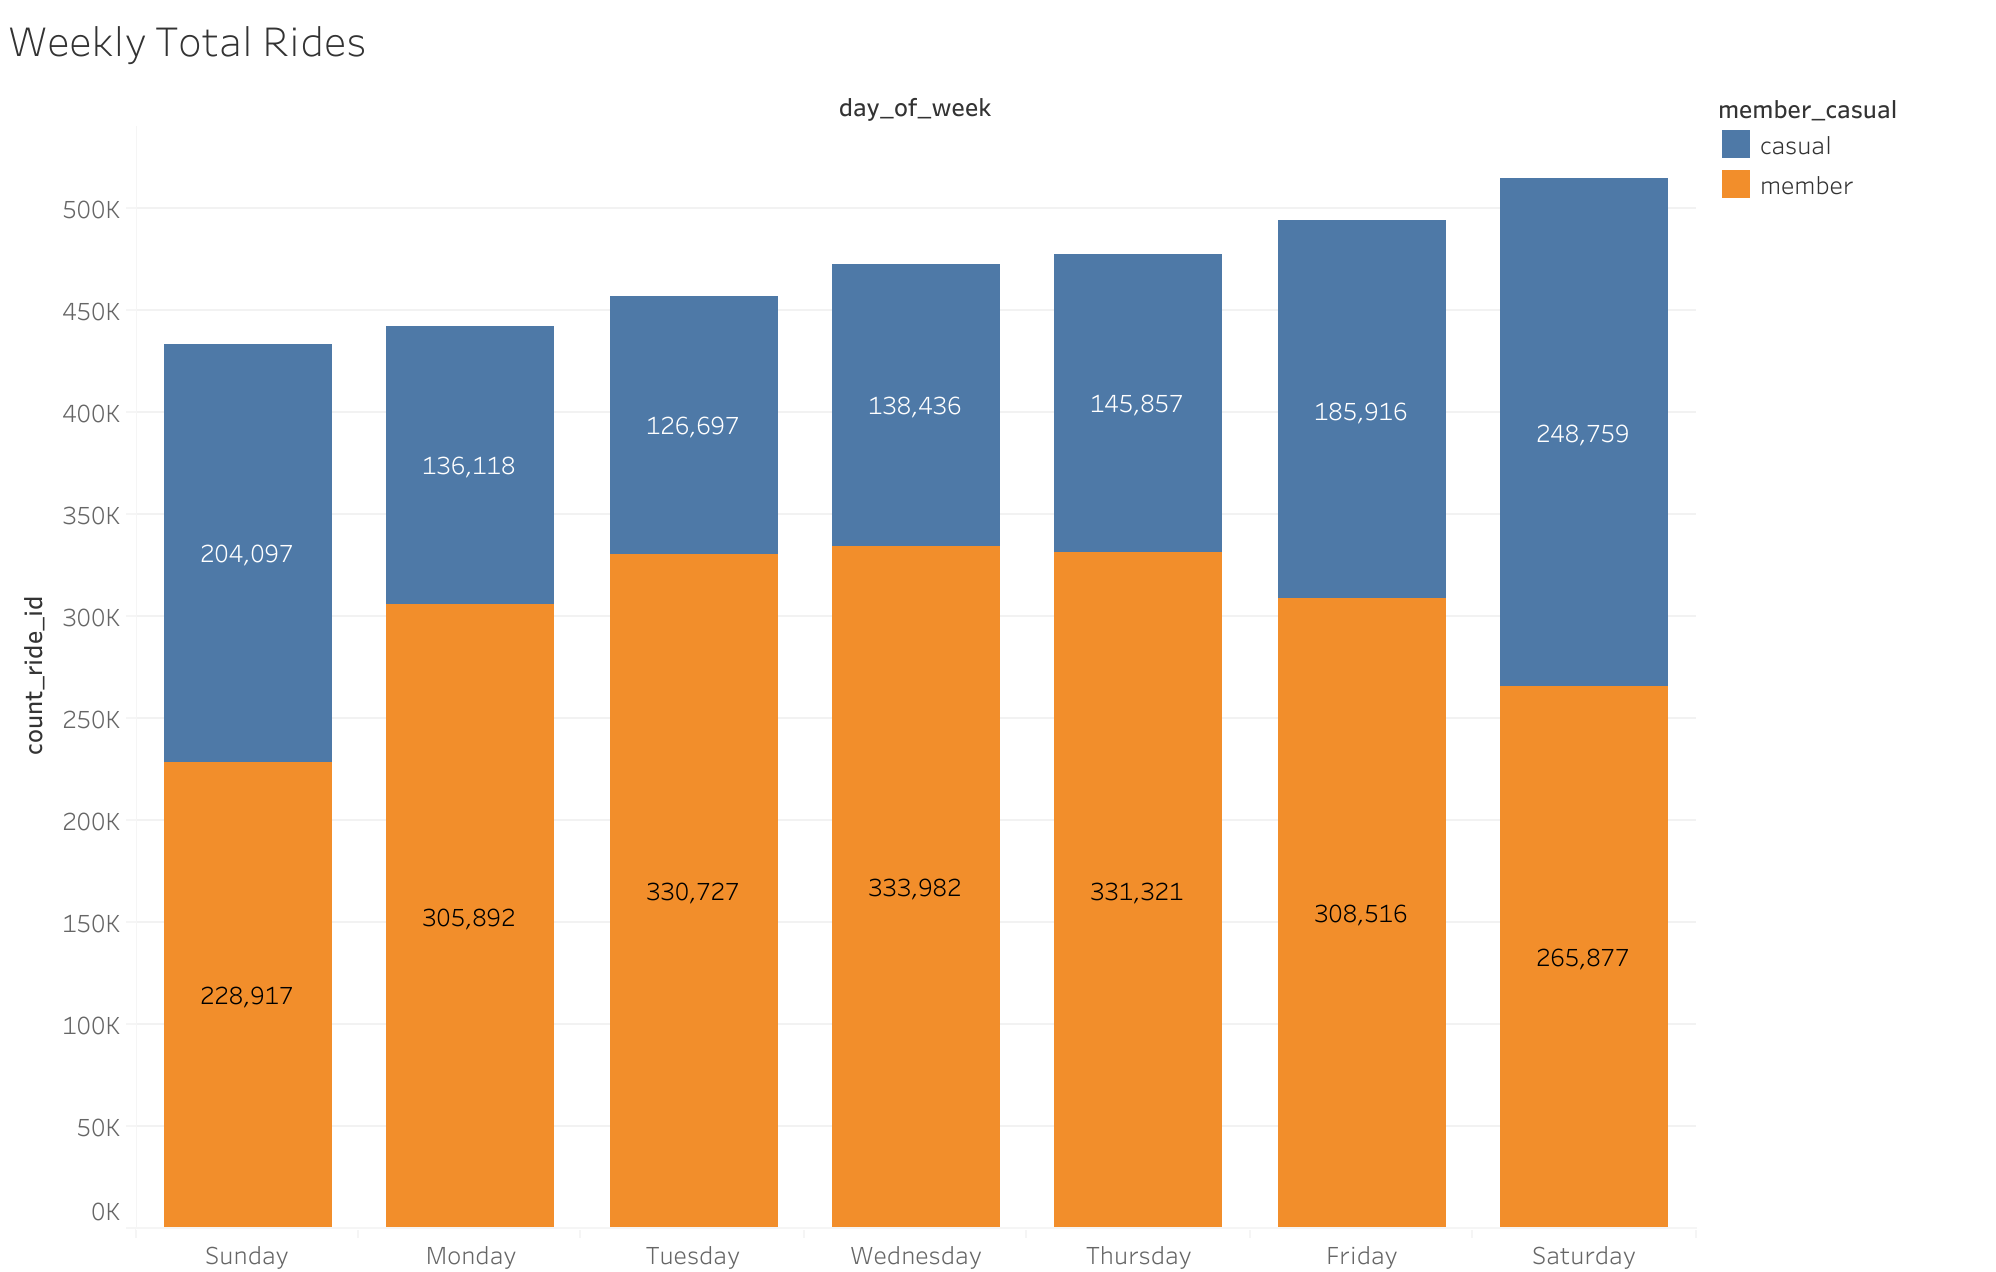 Weekly Total Rides
day_of_week
member_casual
casual
member
500K
450K
400K
350K
300K
250K
200K
150K
100K
50K
0K
count_ride_id
204,097
136,118
126,697
138,436
145,857
185,916
248,759
228,917
305,892
330,727
333,982
331,321
308,516
265,877
Sunday
Monday
Tuesday
Wednesday
Thursday
Friday
Saturday